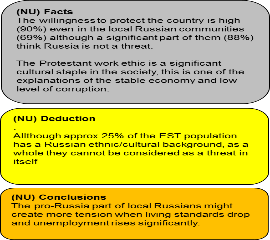 (NU) Facts
The willingness to protect the country is high
(90%) even in the local Russian communities
(69%) although a significant part of them (88%)
think Russia is not a threat.
The Protestant work ethic is a significant
cultural staple in the society, this is one of the
explanations of the stable economy and low
level of corruption.
(NU) Deduction
Allthough approx 25% of the EST population
has a Russian ethnic/cultural background, as a
whole they cannot be considered as a threat in
itself
(NU) Conclusions
The pro-Russia part of local Russians might
create more tension when living standards drop
and unemployment rises significantly.